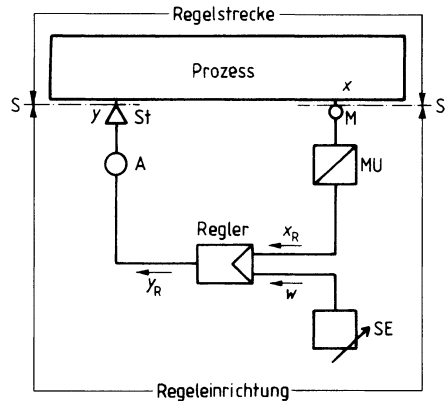 Regelstrecke
Prozess
x
S
S
y
St
M
A
MU
Regler
x_R
y_R
w
SE
Regeleinrichtung